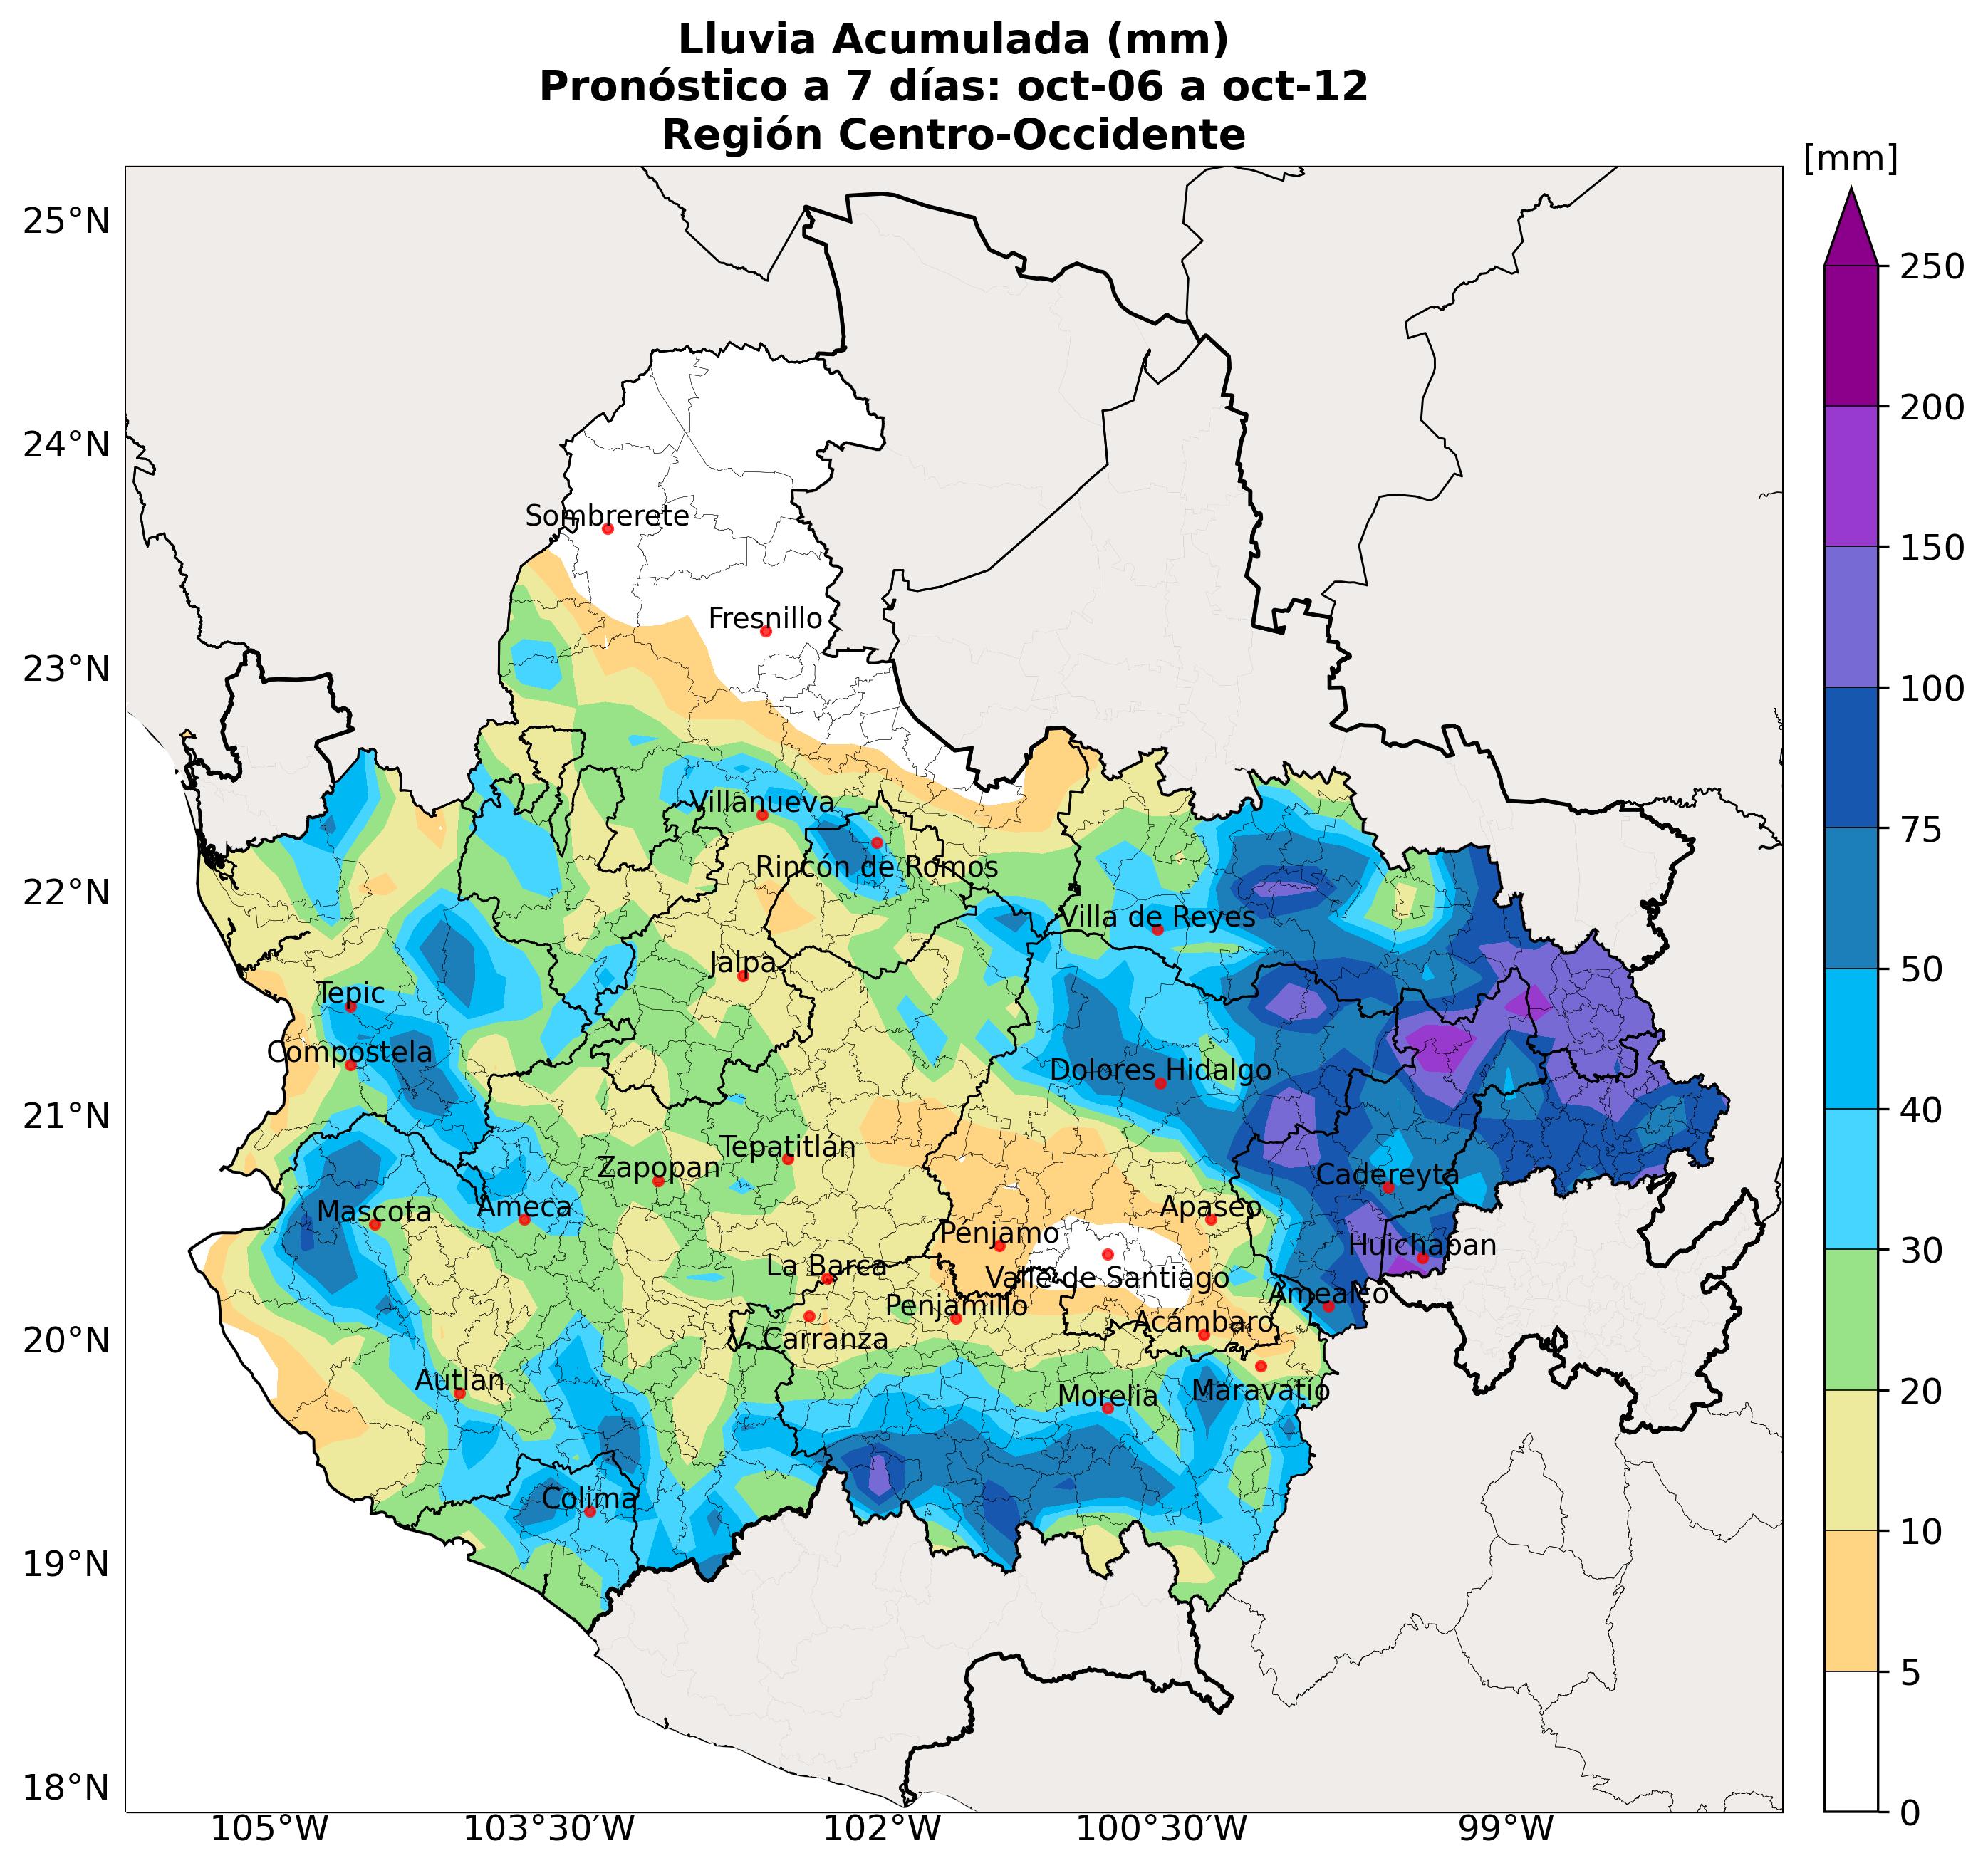 Lluvia Acumulada (mm)
Pronóstico a 7 días: oct-06 a oct-12
Región Centro-Occidente
[mm]
25°N
24°N
23°N
22°N
21°N
20°N
19°N
18°N
105°W
103°30'W
102°W
100°30'W
99°W
250
200
150
100
75
50
40
30
20
10
5
0
Sombrerete
Fresnillo
Villanueva
Rincón de Romos
Villa de Reyes
Jalpa
Tepic
Compostela
Dolores Hidalgo
Tepatitlán
Zapopan
Cadereyta
Mascota
Ameca
Apaseo
Pénjamo
Huichapan
La Barca
Valle de Santiago
Amealco
Penjamillo
Acámbaro
V. Carranza
Autlan
Morelia
Maravatío
Colima